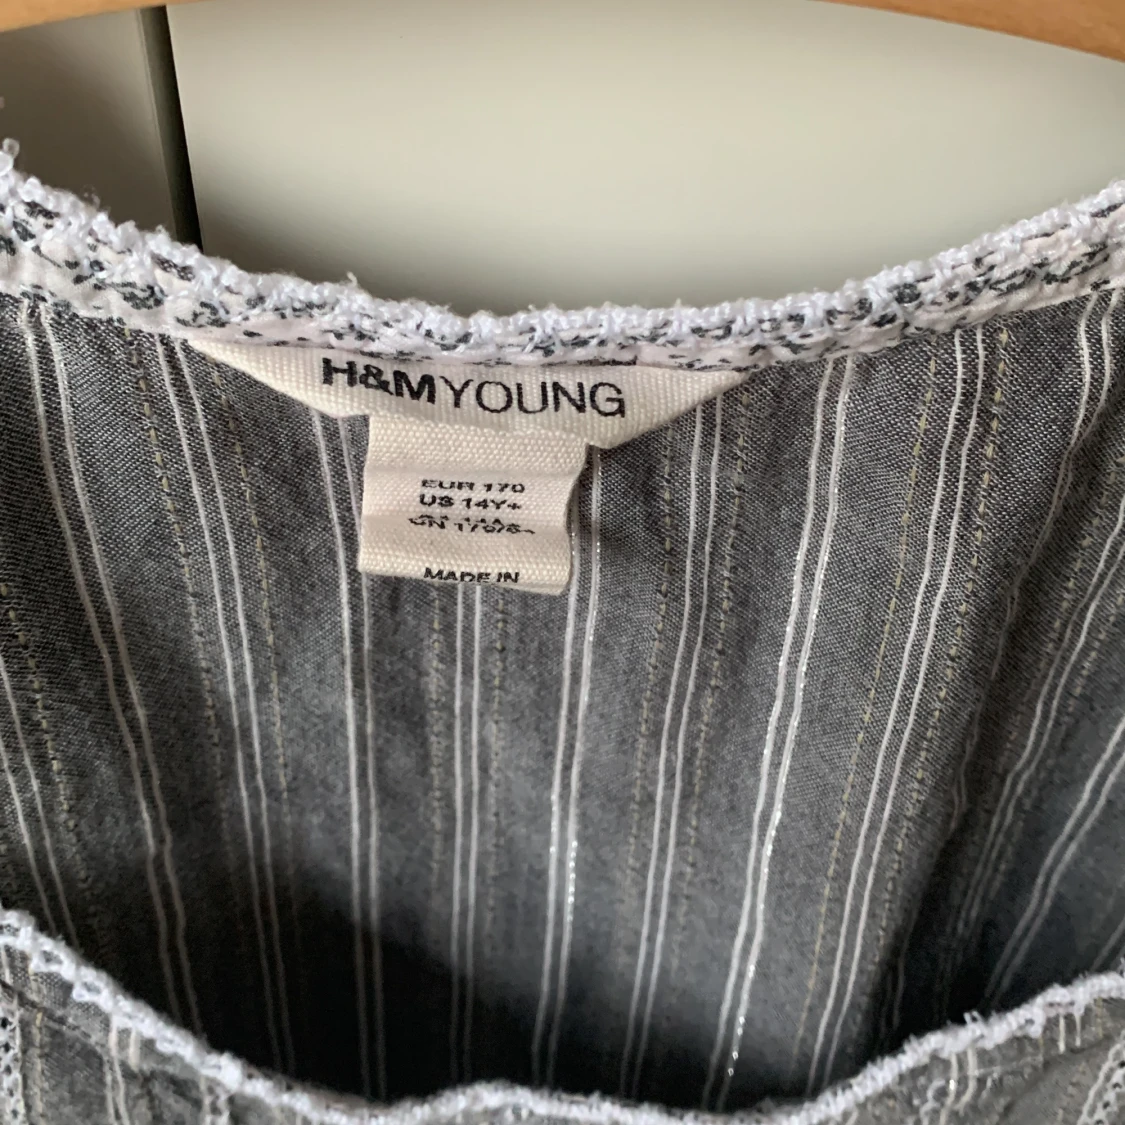 H&MYOUNG
EUR 170
US 14Y+
MADE IN